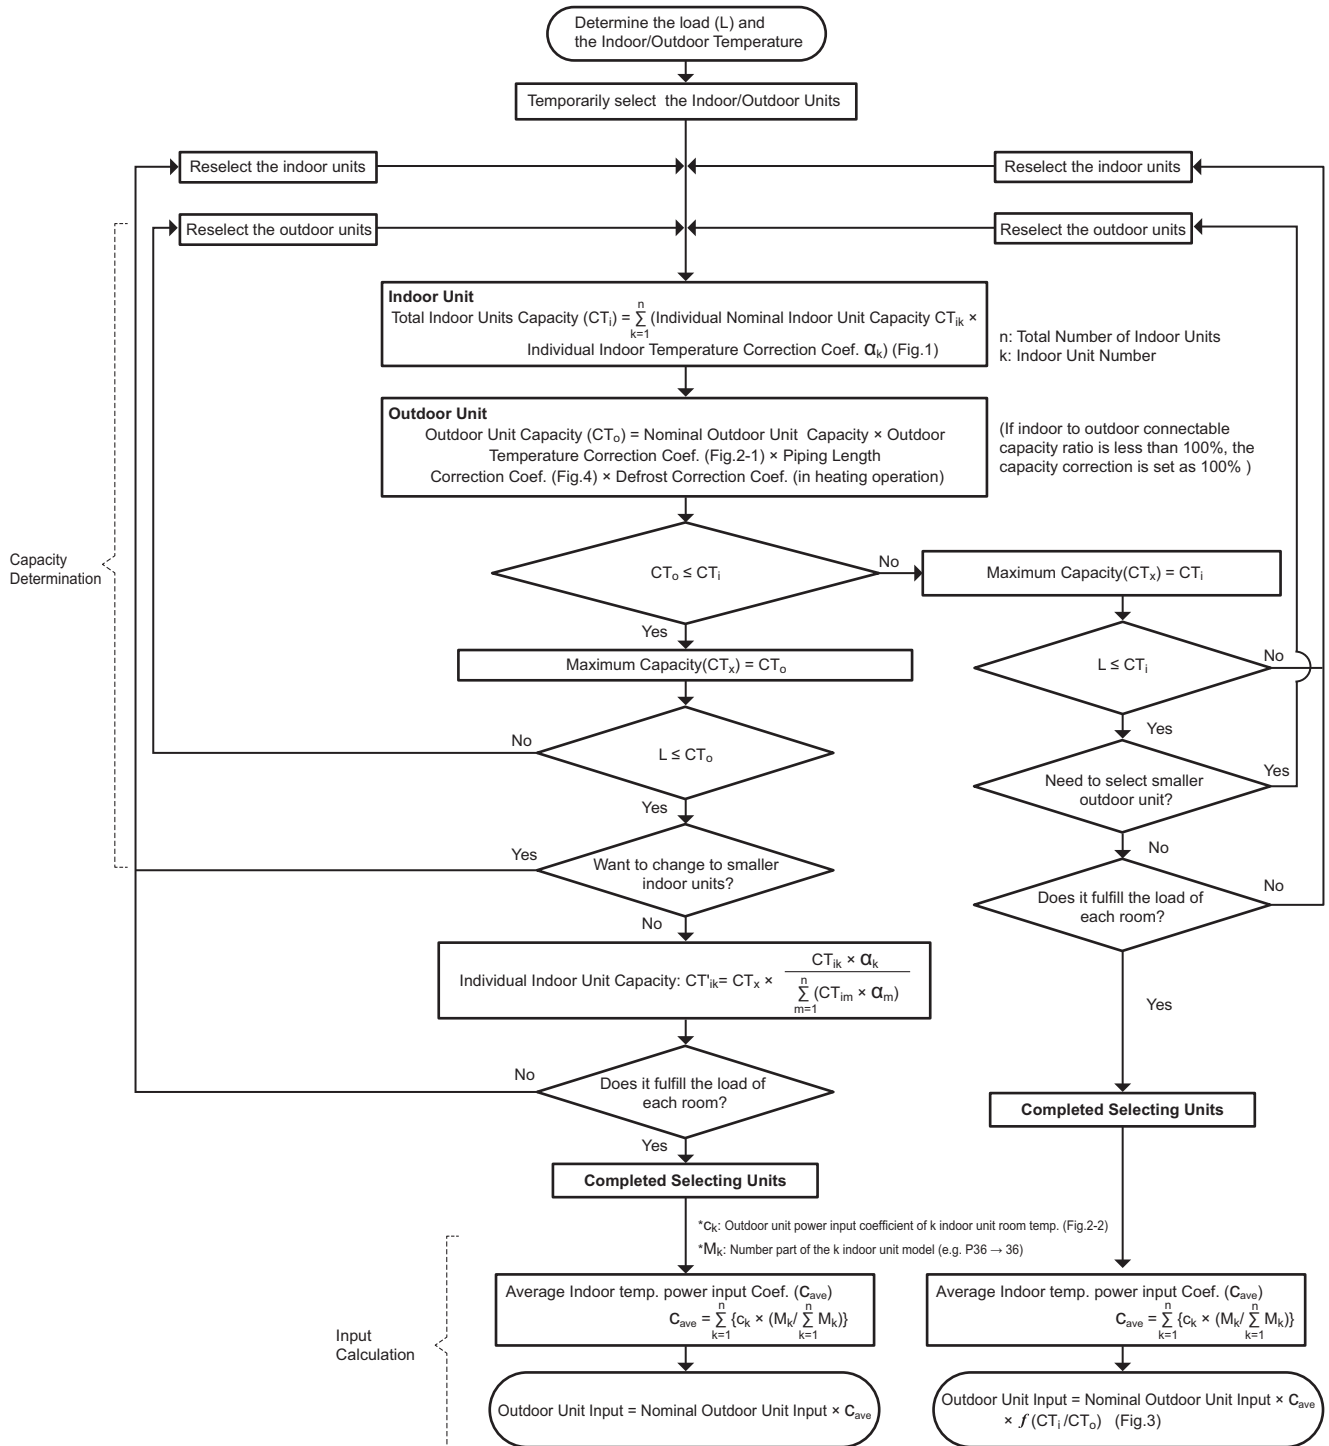 Determine the load (L) and
the Indoor/Outdoor Temperature
Temporarily select the Indoor/Outdoor Units
Reselect the indoor units
Reselect the indoor units
Reselect the outdoor units
Reselect the outdoor units
Indoor Unit
Total Indoor Units Capacity (CTi) = n∑k=1 (Individual Nominal Indoor Unit Capacity CTik ×
Individual Indoor Temperature Correction Coef. αk) (Fig.1)
n: Total Number of Indoor Units
k: Indoor Unit Number
Outdoor Unit
Outdoor Unit Capacity (CTo) = Nominal Outdoor Unit Capacity × Outdoor
Temperature Correction Coef. (Fig.2-1) × Piping Length
Correction Coef. (Fig.4) × Defrost Correction Coef. (in heating operation)
(If indoor to outdoor connectable
capacity ratio is less than 100%, the
capacity correction is set as 100% )
Capacity
Determination
CTo ≤ CTi
No
Maximum Capacity(CTx) = CTi
Yes
Maximum Capacity(CTx) = CTo
L ≤ CTi
No
Yes
No
L ≤ CTo
Need to select smaller
outdoor unit?
Yes
Yes
No
Yes
Want to change to smaller
indoor units?
Does it fulfill the load of
each room?
No
No
Individual Indoor Unit Capacity: CT'ik= CTx ×
CTik × αk
n∑m=1 (CTim × αm)
Yes
No
Does it fulfill the load of
each room?
Completed Selecting Units
Yes
Completed Selecting Units
*ck: Outdoor unit power input coefficient of k indoor unit room temp. (Fig.2-2)
*Mk: Number part of the k indoor unit model (e.g. P36 → 36)
Average Indoor temp. power input Coef. (cave)
cave = n∑k=1 {ck × (Mk/ n∑k=1 Mk)}
Average Indoor temp. power input Coef. (cave)
cave = n∑k=1 {ck × (Mk/ n∑k=1 Mk)}
Input
Calculation
Outdoor Unit Input = Nominal Outdoor Unit Input × cave
Outdoor Unit Input = Nominal Outdoor Unit Input × cave
× f (CTi /CTo) (Fig.3)